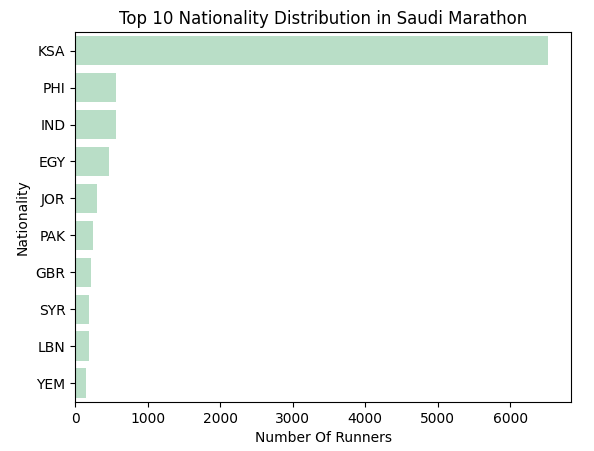 Top 10 Nationality Distribution in Saudi Marathon
KSA
PHI
IND
EGY
JOR
PAK
GBR
SYR
LBN
YEM
Nationality
0 1000 2000 3000 4000 5000 6000
Number Of Runners